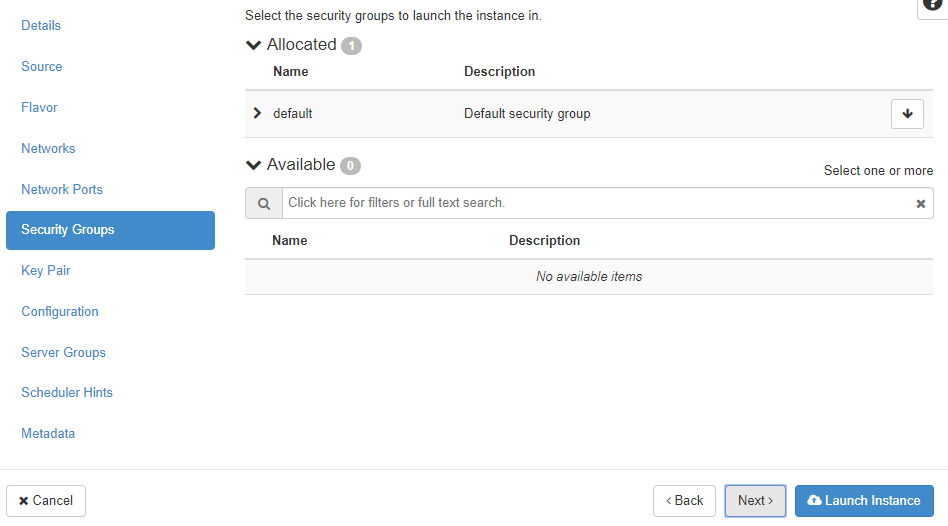 Details
Source
Flavor
Networks
Network Ports
Security Groups
Key Pair
Configuration
Server Groups
Scheduler Hints
Metadata
Select the security groups to launch the instance in.
?
Allocated 1
Name Description
default Default security group
Available 0
Select one or more
Click here for filters or full text search.
Name Description
No available items
Cancel
Back Next Launch Instance